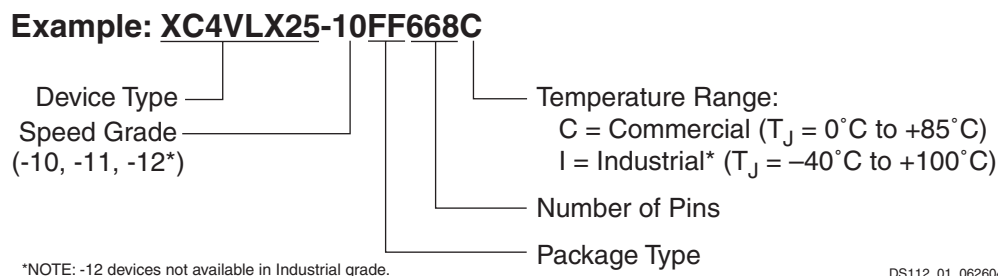 Example: XC4VLX25-10FF668C
Device Type
Speed Grade
(-10, -11, -12*)
Temperature Range:
C = Commercial (TJ = 0˚C to +85˚C)
I = Industrial* (TJ = –40˚C to +100˚C)
Number of Pins
Package Type
*NOTE: -12 devices not available in Industrial grade.